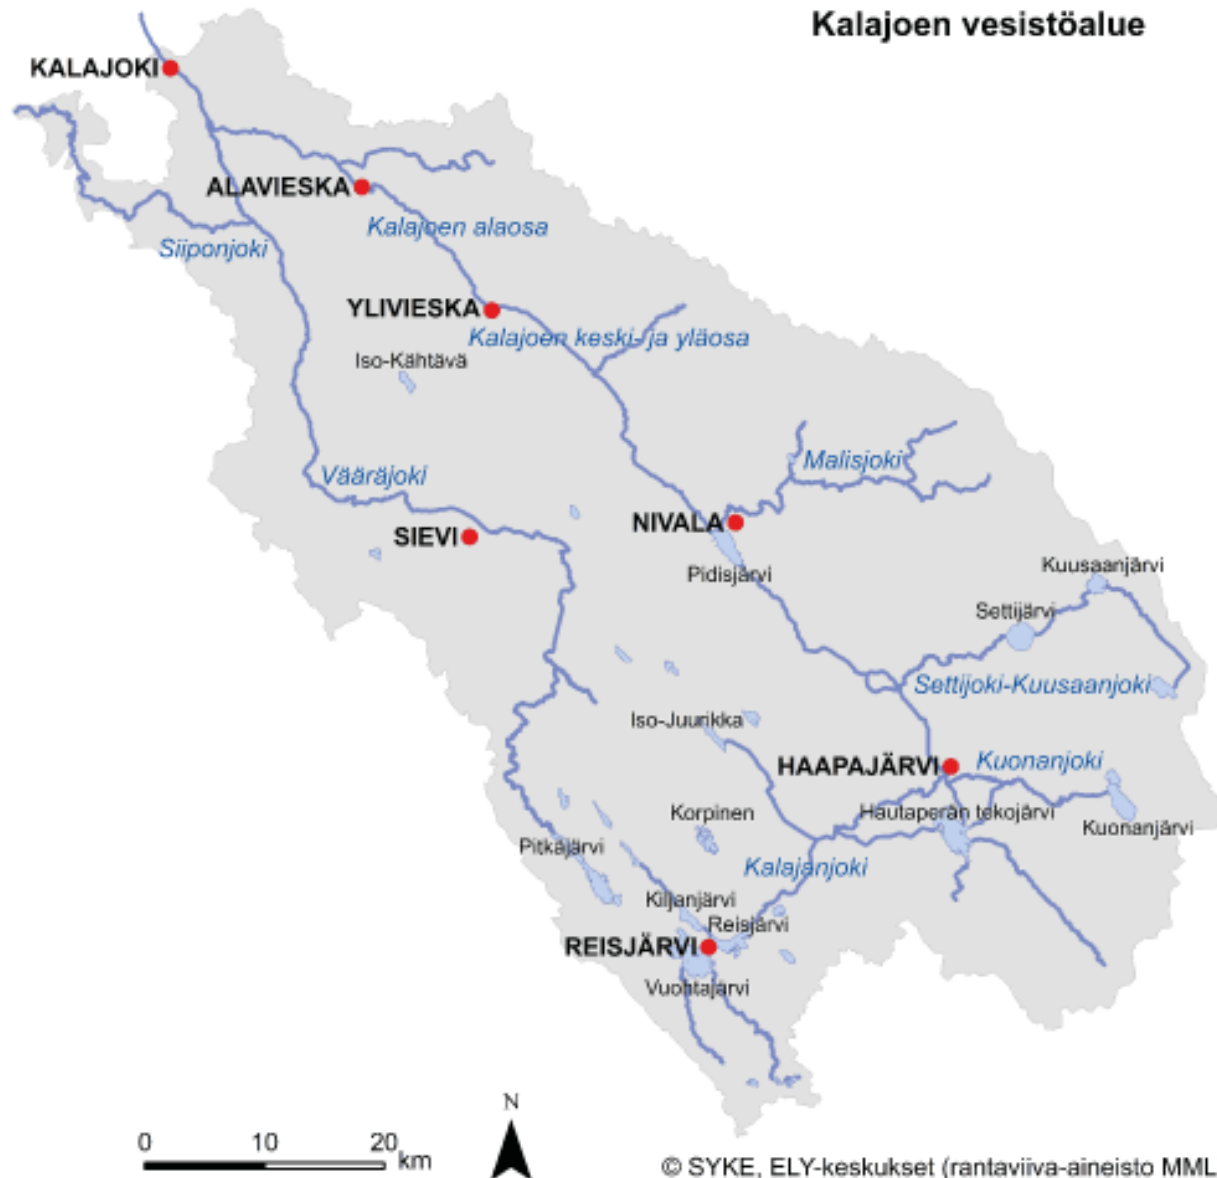 Kalajoen vesistöalue
KALAJOKI
ALAVIESKA
Kalajoen alaosa
Siiponjoki
YLIVIESKA
Kalajoen keski- ja yläosa
Iso-Kähtävä
Malisjoki
Vääräjoki
NIVALA
SIEVI
Kuusaanjärvi
Pidisjärvi
Settijärvi
Settijoki-Kuusaanjoki
Iso-Juurikka
HAAPAJÄRVI
Kuonanjoki
Korpinen
Hautaperän tekojärvi
Kuonanjärvi
Pitkäjärvi
Kalajanjoki
Kiljanjärvi
Reisjärvi
REISJÄRVI
Vuohtajärvi
N
0 10 20
km
© SYKE, ELY-keskukset (rantaviiva-aineisto MML